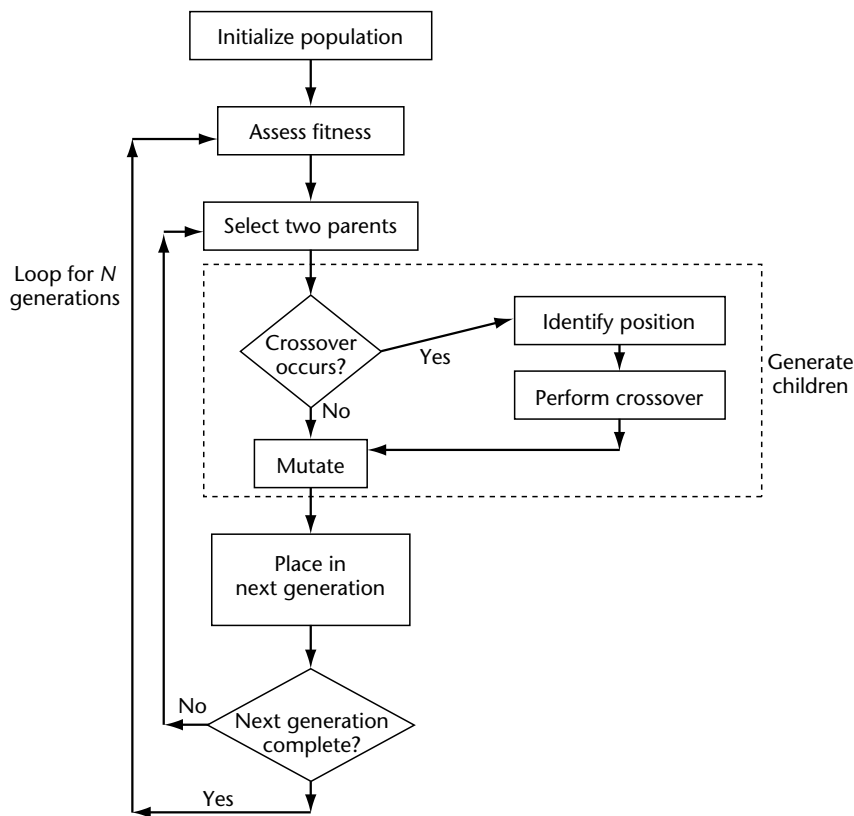 Initialize population
Assess fitness
Select two parents
Loop for N
generations
Crossover
occurs?
Yes
Identify position
Generate
children
Perform crossover
No
Mutate
Place in
next generation
No
Next generation
complete?
Yes